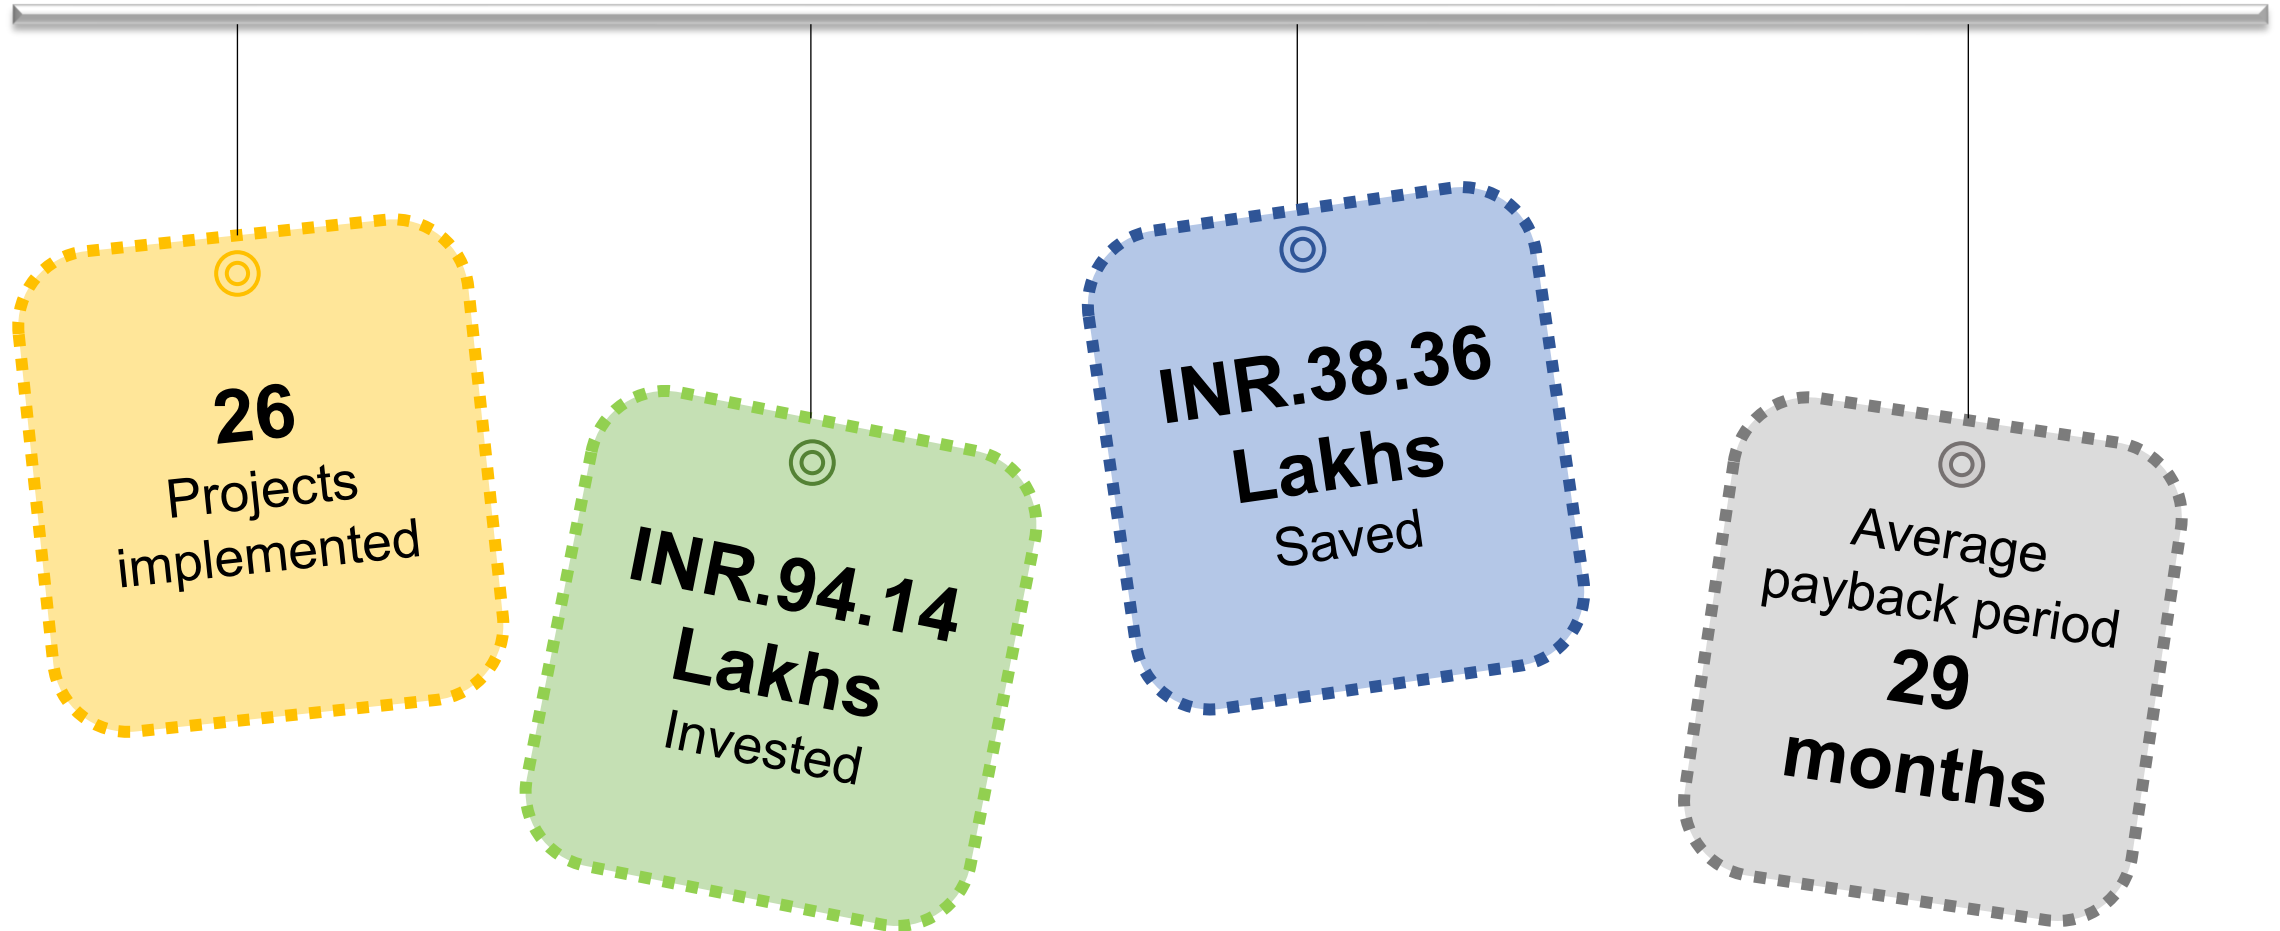 26
Projects
implemented
INR.94.14
Lakhs
Invested
INR.38.36
Lakhs
Saved
Average
payback period
29
months